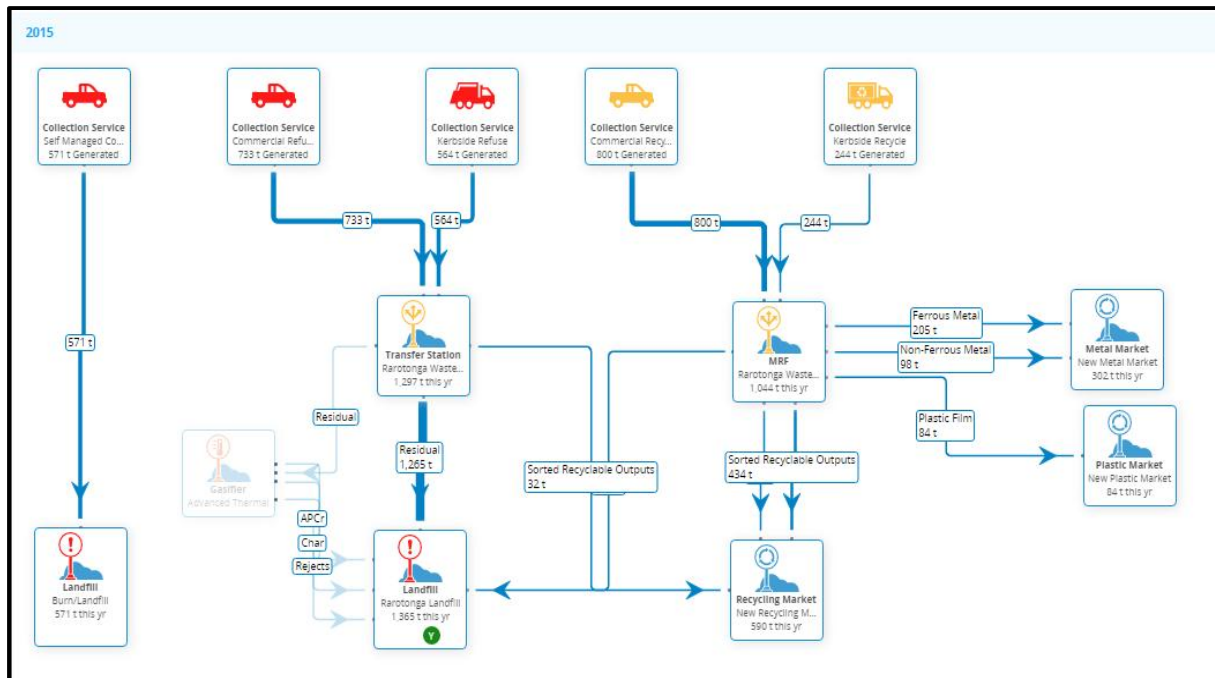 2015
Collection Service
Self Managed Co...
571 t Generated
Collection Service
Commercial Refu...
733 t Generated
Collection Service
Kerbside Refuse
564 t Generated
Collection Service
Commercial Recy...
800 t Generated
Collection Service
Kerbside Recycle
244 t Generated
733 t
564 t
800 t
244 t
571 t
Transfer Station
Rarotonga Waste...
1,297 t this yr
MRF
Rarotonga Waste...
1,044 t this yr
Ferrous Metal
205 t
Non-Ferrous Metal
98 t
Metal Market
New Metal Market
302 t this yr
Plastic Film
84 t
Plastic Market
New Plastic Market
84 t this yr
Residual
Residual
1,265 t
Sorted Recyclable Outputs
32 t
Sorted Recyclable Outputs
434 t
Gasifier
Advanced Thermal
APCr
Char
Rejects
Landfill
Burn/Landfill
571 t this yr
Landfill
Rarotonga Landfill
1,365 t this yr
Y
Recycling Market
New Recycling M...
590 t this yr